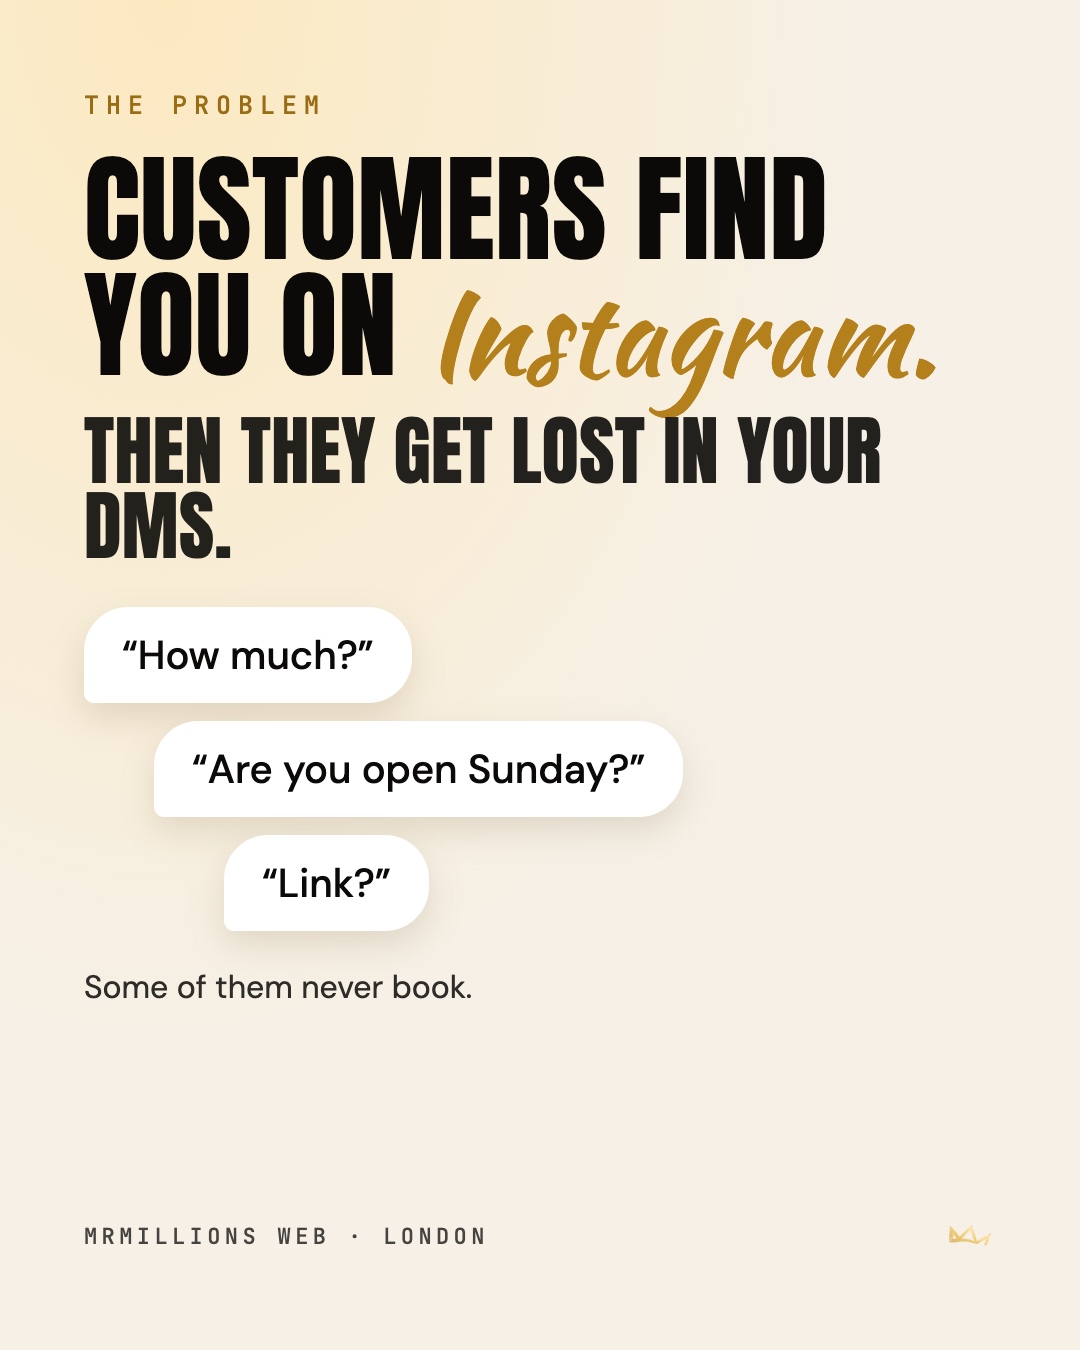 THE PROBLEM
CUSTOMERS FIND
YOU ON Instagram.
THEN THEY GET LOST IN YOUR
DMS.
“How much?”
“Are you open Sunday?”
“Link?”
Some of them never book.
MRMILLIONS WEB · LONDON